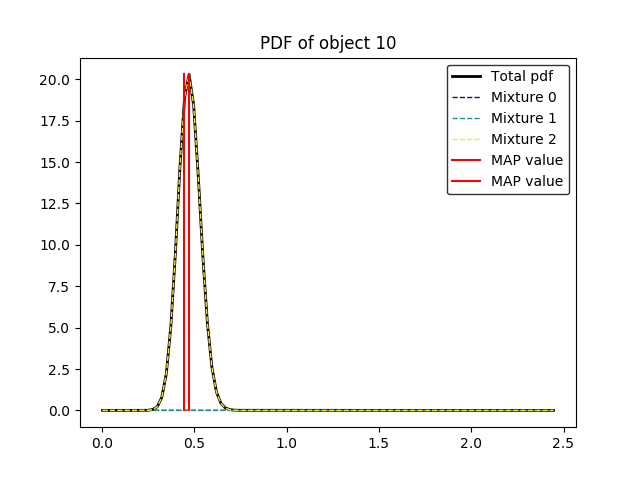 PDF of object 10
20.0
17.5
15.0
12.5
10.0
7.5
5.0
2.5
0.0
Total pdf
Mixture 0
Mixture 1
Mixture 2
MAP value
MAP value
0.0 0.5 1.0 1.5 2.0 2.5